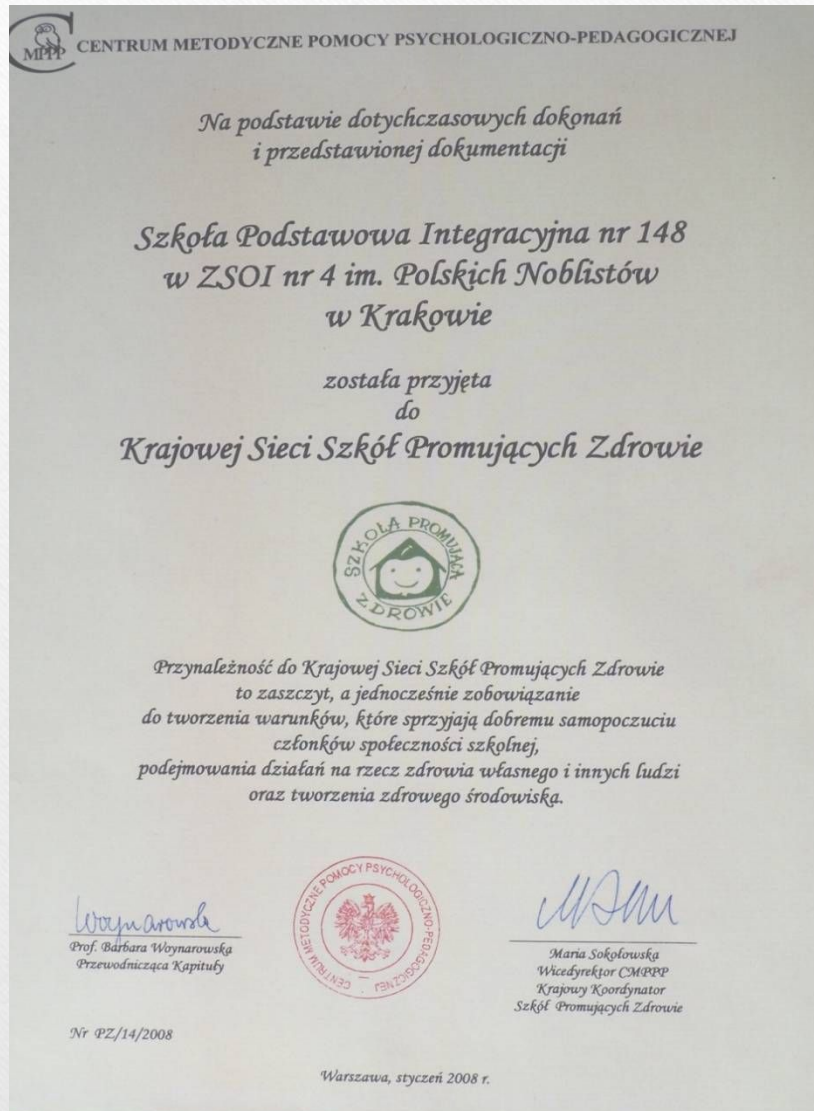 CMPPP CENTRUM METODYCZNE POMOCY PSYCHOLOGICZNO-PEDAGOGICZNEJ
Na podstawie dotychczasowych dokonań
i przedstawionej dokumentacji
Szkoła Podstawowa Integracyjna nr 148
w ZSOI nr 4 im. Polskich Noblistów
w Krakowie
została przyjęta
do
Krajowej Sieci Szkół Promujących Zdrowie
SZKOŁA PROMUJĄCA
ZDROWIE
Przynależność do Krajowej Sieci Szkół Promujących Zdrowie
to zaszczyt, a jednocześnie zobowiązanie
do tworzenia warunków, które sprzyjają dobremu samopoczuciu
członków społeczności szkolnej,
podejmowania działań na rzecz zdrowia własnego i innych ludzi
oraz tworzenia zdrowego środowiska.
Woynarowska
Prof. Barbara Woynarowska
Przewodnicząca Kapituły
CENTRUM METODYCZNE POMOCY PSYCHOLOGICZNO-PEDAGOGICZNEJ
Maria Sokołowska
Wicedyrektor CMPPP
Krajowy Koordynator
Szkół Promujących Zdrowie
Nr PZ/14/2008
Warszawa, styczeń 2008 r.